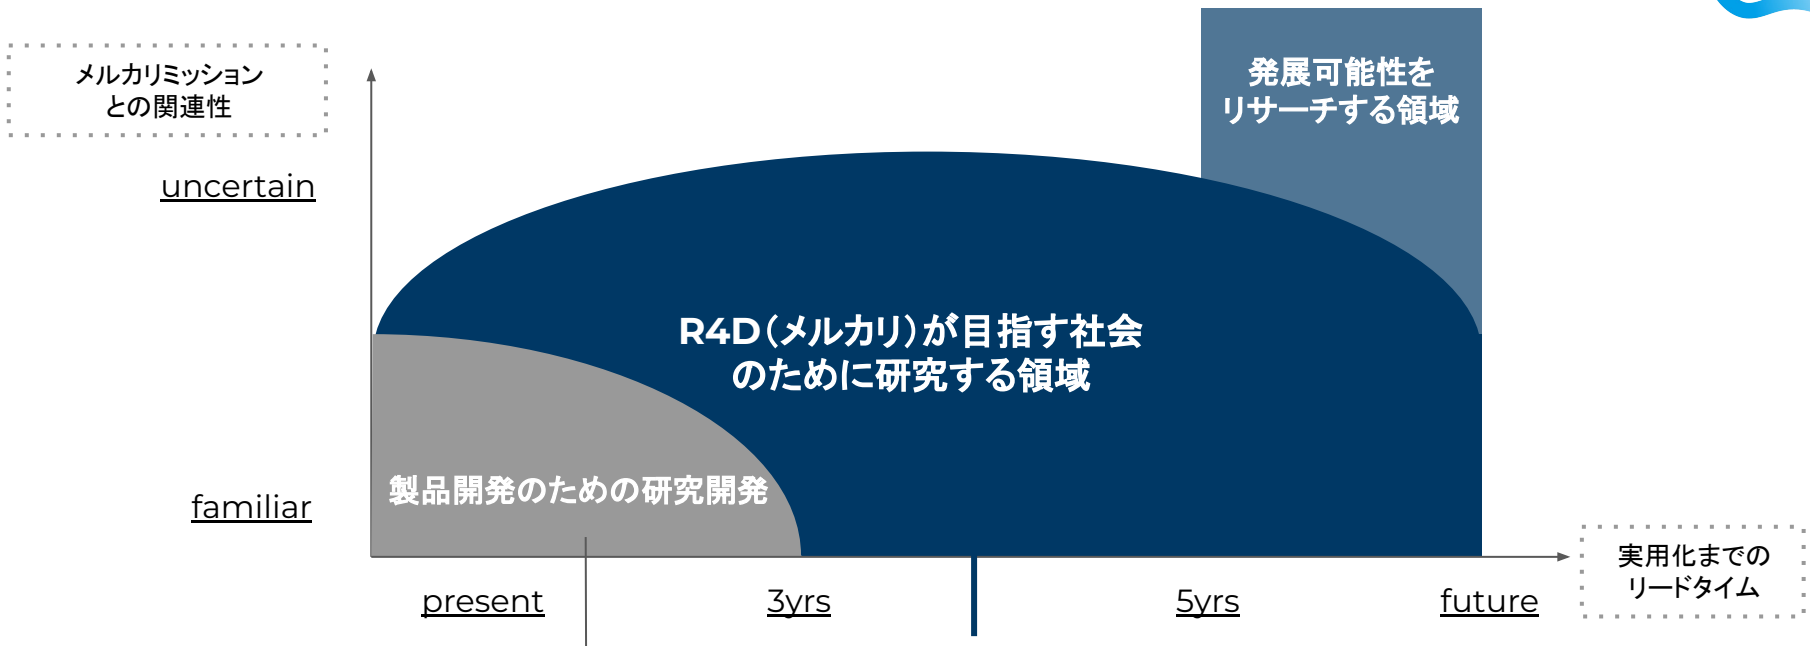 メルカリミッション
との関連性
発展可能性を
リサーチする領域
uncertain
R4D（メルカリ）が目指す社会
のために研究する領域
製品開発のための研究開発
familiar
実用化までの
リードタイム
present
3yrs
5yrs
future